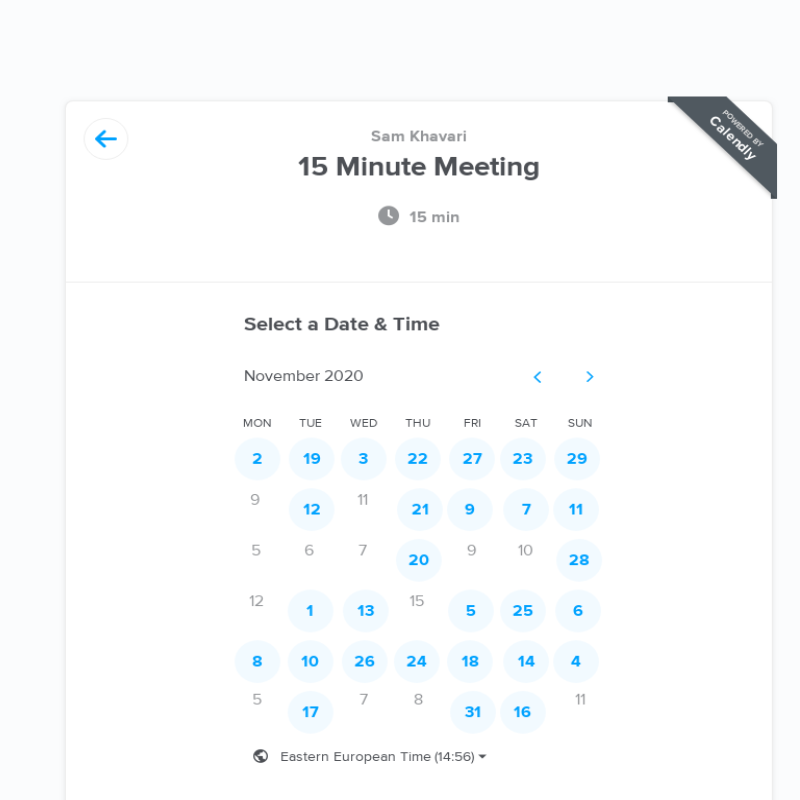 POWERED BY
Calendly
Sam Khavari
15 Minute Meeting
15 min
Select a Date & Time
November 2020
MON TUE WED THU FRI SAT SUN
2 19 3 22 27 23 29
9 12 11 21 9 7 11
5 6 7 20 9 10 28
12 1 13 15 5 25 6
8 10 26 24 18 14 4
5 17 7 8 31 16 11
Eastern European Time (14:56)